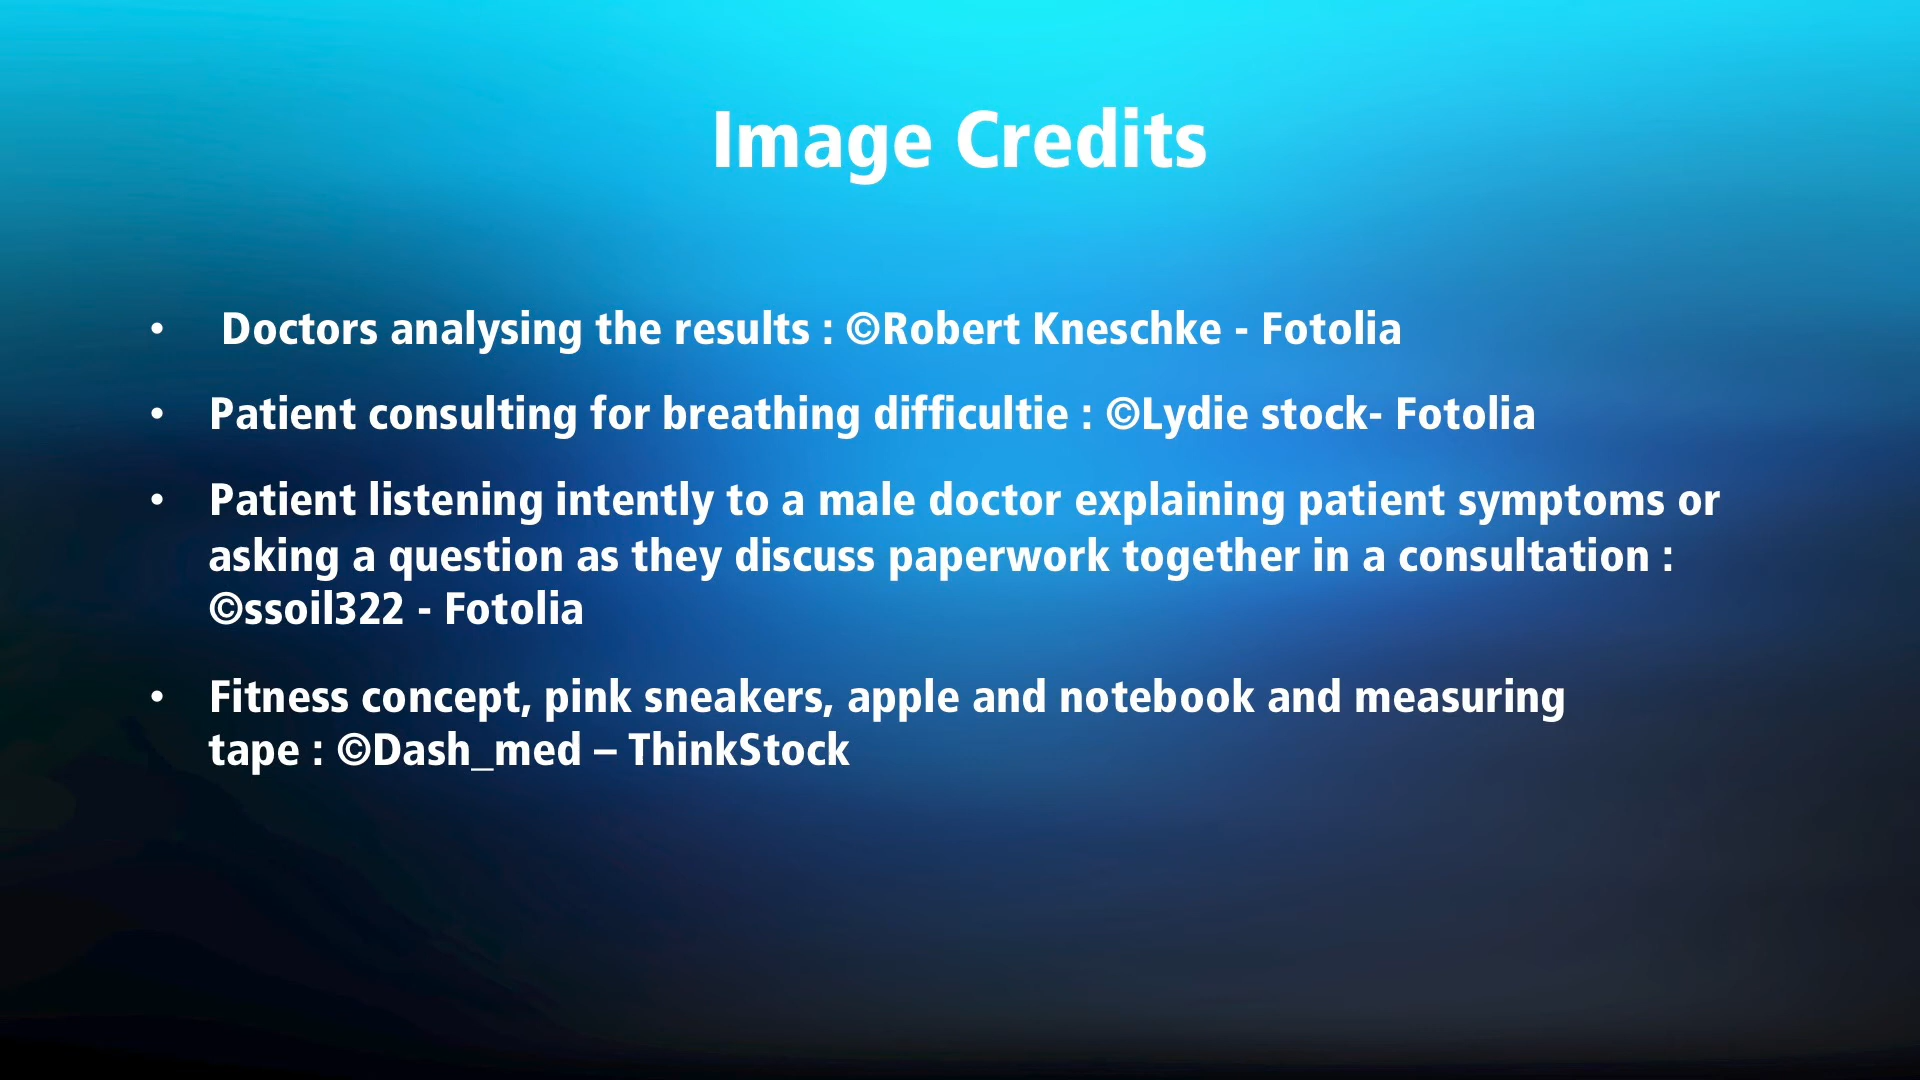 Image Credits
• Doctors analysing the results : ©Robert Kneschke - Fotolia
• Patient consulting for breathing difficultie : ©Lydie stock- Fotolia
• Patient listening intently to a male doctor explaining patient symptoms or
asking a question as they discuss paperwork together in a consultation :
©ssoil322 - Fotolia
• Fitness concept, pink sneakers, apple and notebook and measuring
tape : ©Dash_med – ThinkStock